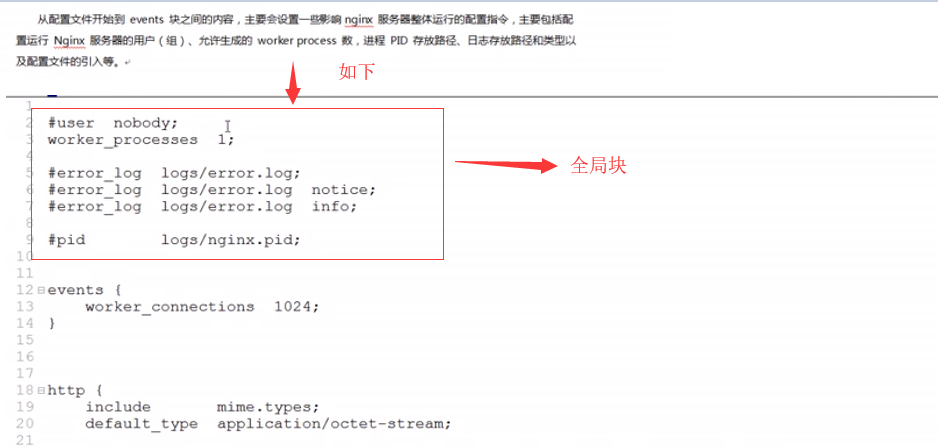 从配置文件开始到 events 块之间的内容，主要会设置一些影响 nginx 服务器整体运行的配置指令，主要包括配
置运行 Nginx 服务器的用户（组）、允许生成的 worker process 数，进程 PID 存放路径、日志存放路径和类型以
及配置文件的引入等。
如下
1
2 #user  nobody;
3 worker_processes  1;
4
5 #error_log  logs/error.log;
6 #error_log  logs/error.log  notice;
7 #error_log  logs/error.log  info;
全局块
8
9 #pid        logs/nginx.pid;
10
11
12 events {
13     worker_connections  1024;
14 }
15
16
17
18 http {
19     include       mime.types;
20     default_type  application/octet-stream;
21